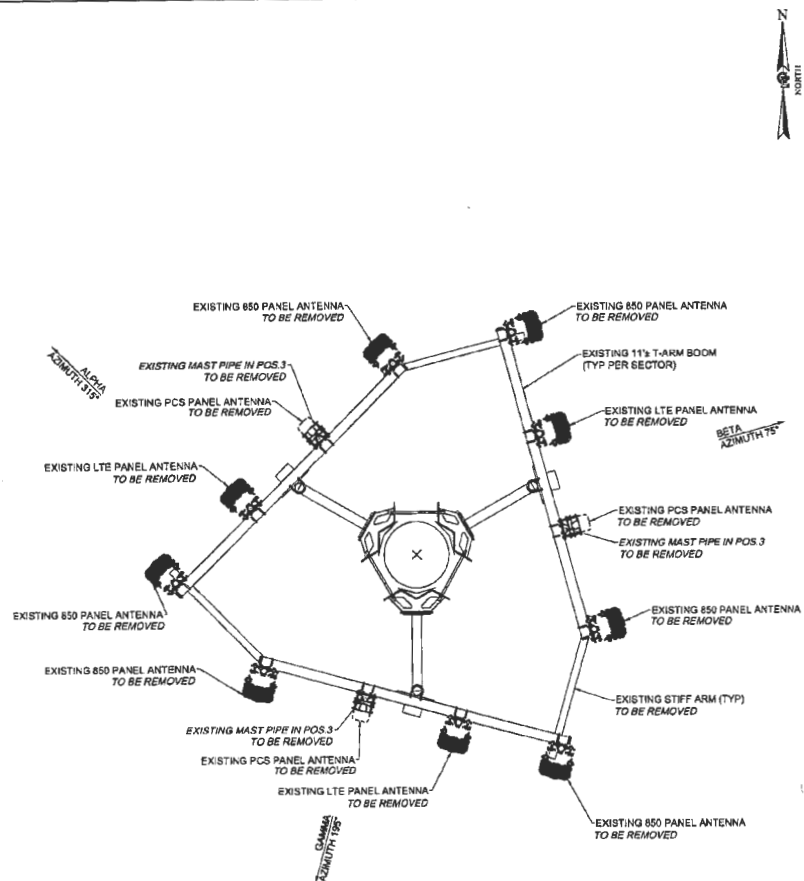 N
NORTH
EXISTING 850 PANEL ANTENNA
TO BE REMOVED
EXISTING 850 PANEL ANTENNA
TO BE REMOVED
ALPHA
AZIMUTH 315°
EXISTING MAST PIPE IN POS.3
TO BE REMOVED
EXISTING 11'± T-ARM BOOM
(TYP PER SECTOR)
EXISTING PCS PANEL ANTENNA
TO BE REMOVED
EXISTING LTE PANEL ANTENNA
TO BE REMOVED
BETA
AZIMUTH 75°
EXISTING LTE PANEL ANTENNA
TO BE REMOVED
EXISTING PCS PANEL ANTENNA
TO BE REMOVED
EXISTING MAST PIPE IN POS.3
TO BE REMOVED
EXISTING 850 PANEL ANTENNA
TO BE REMOVED
EXISTING 850 PANEL ANTENNA
TO BE REMOVED
EXISTING 850 PANEL ANTENNA
TO BE REMOVED
EXISTING STIFF ARM (TYP)
TO BE REMOVED
EXISTING MAST PIPE IN POS.3
TO BE REMOVED
EXISTING PCS PANEL ANTENNA
TO BE REMOVED
EXISTING LTE PANEL ANTENNA
TO BE REMOVED
EXISTING 850 PANEL ANTENNA
TO BE REMOVED
GAMMA
AZIMUTH 195°